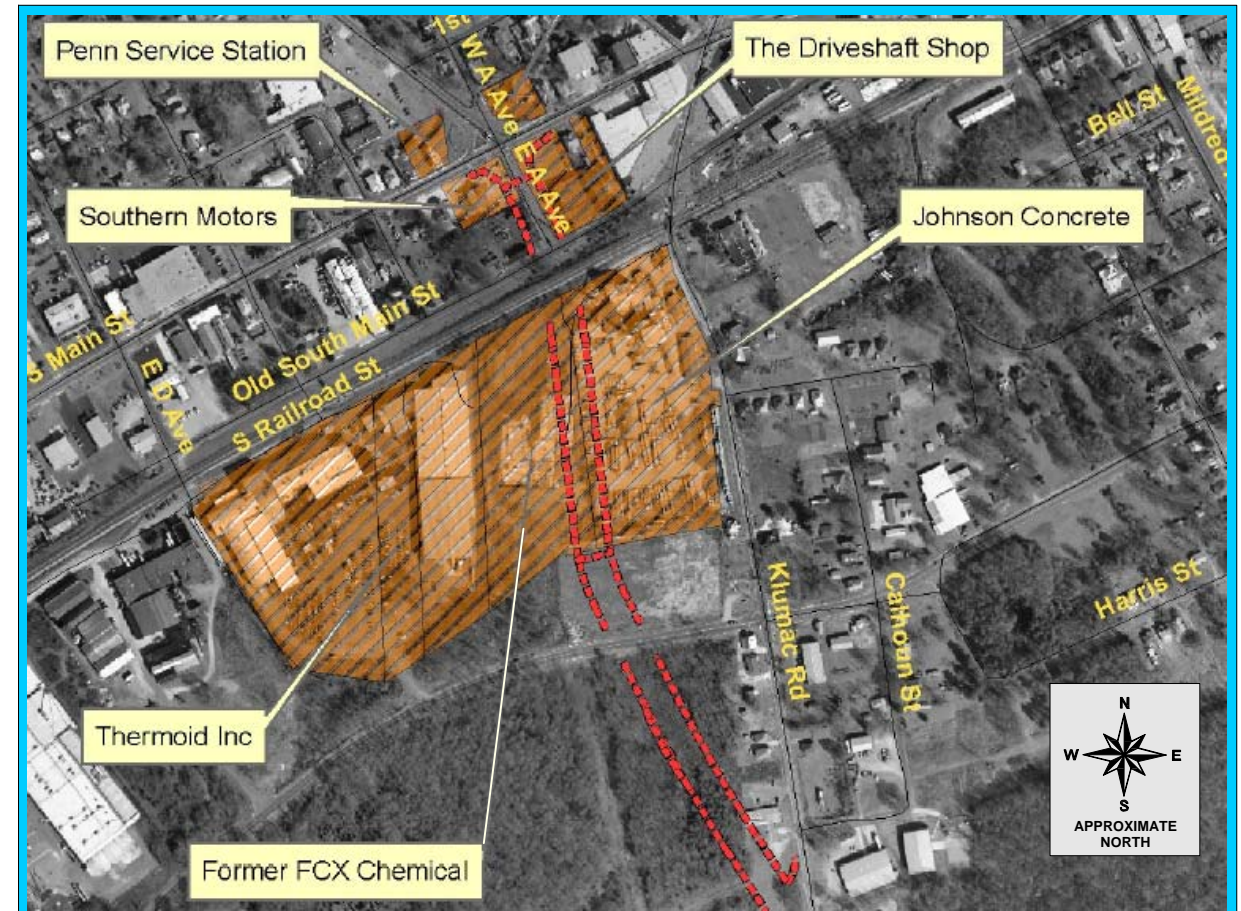 Penn Service Station
1st W A Ave
The Driveshaft Shop
Bell St
Mildred
E A Ave
Southern Motors
Johnson Concrete
S Main St
E D Ave
Old South Main St
S Railroad St
Klumac Rd
Calhoun St
Harris St
Thermoid Inc
Former FCX Chemical
N
W
E
S
APPROXIMATE
NORTH